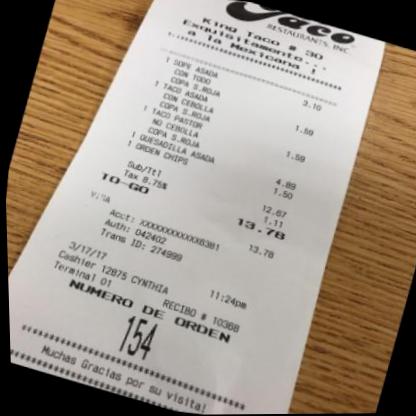 Taco
RESTAURANTS, INC.
King Taco # 30
Exquisitamente...
a la Mexicana !
1 SOPE ASADA 3.10
CON TODO
COPA S.ROJA
1 TACO ASADA 1.59
CON CEBOLLA
COPA S.ROJA
1 TACO PASTOR 1.59
NO CEBOLLA
COPA S.ROJA
1 QUESADILLA ASADA 4.89
1 ORDEN CHIPS 1.50
Sub/Ttl 12.67
Tax 8.75% 1.11
TO-GO 13.78
VISA 13.78
Acct: XXXXXXXXXXXX6381
Auth: 042402
Trans ID: 274999
3/17/17 11:24pm
Cashier 12875 CYNTHIA
Terminal 01 RECIBO # 10368
NUMERO DE ORDEN
154
Muchas Gracias por su visita!